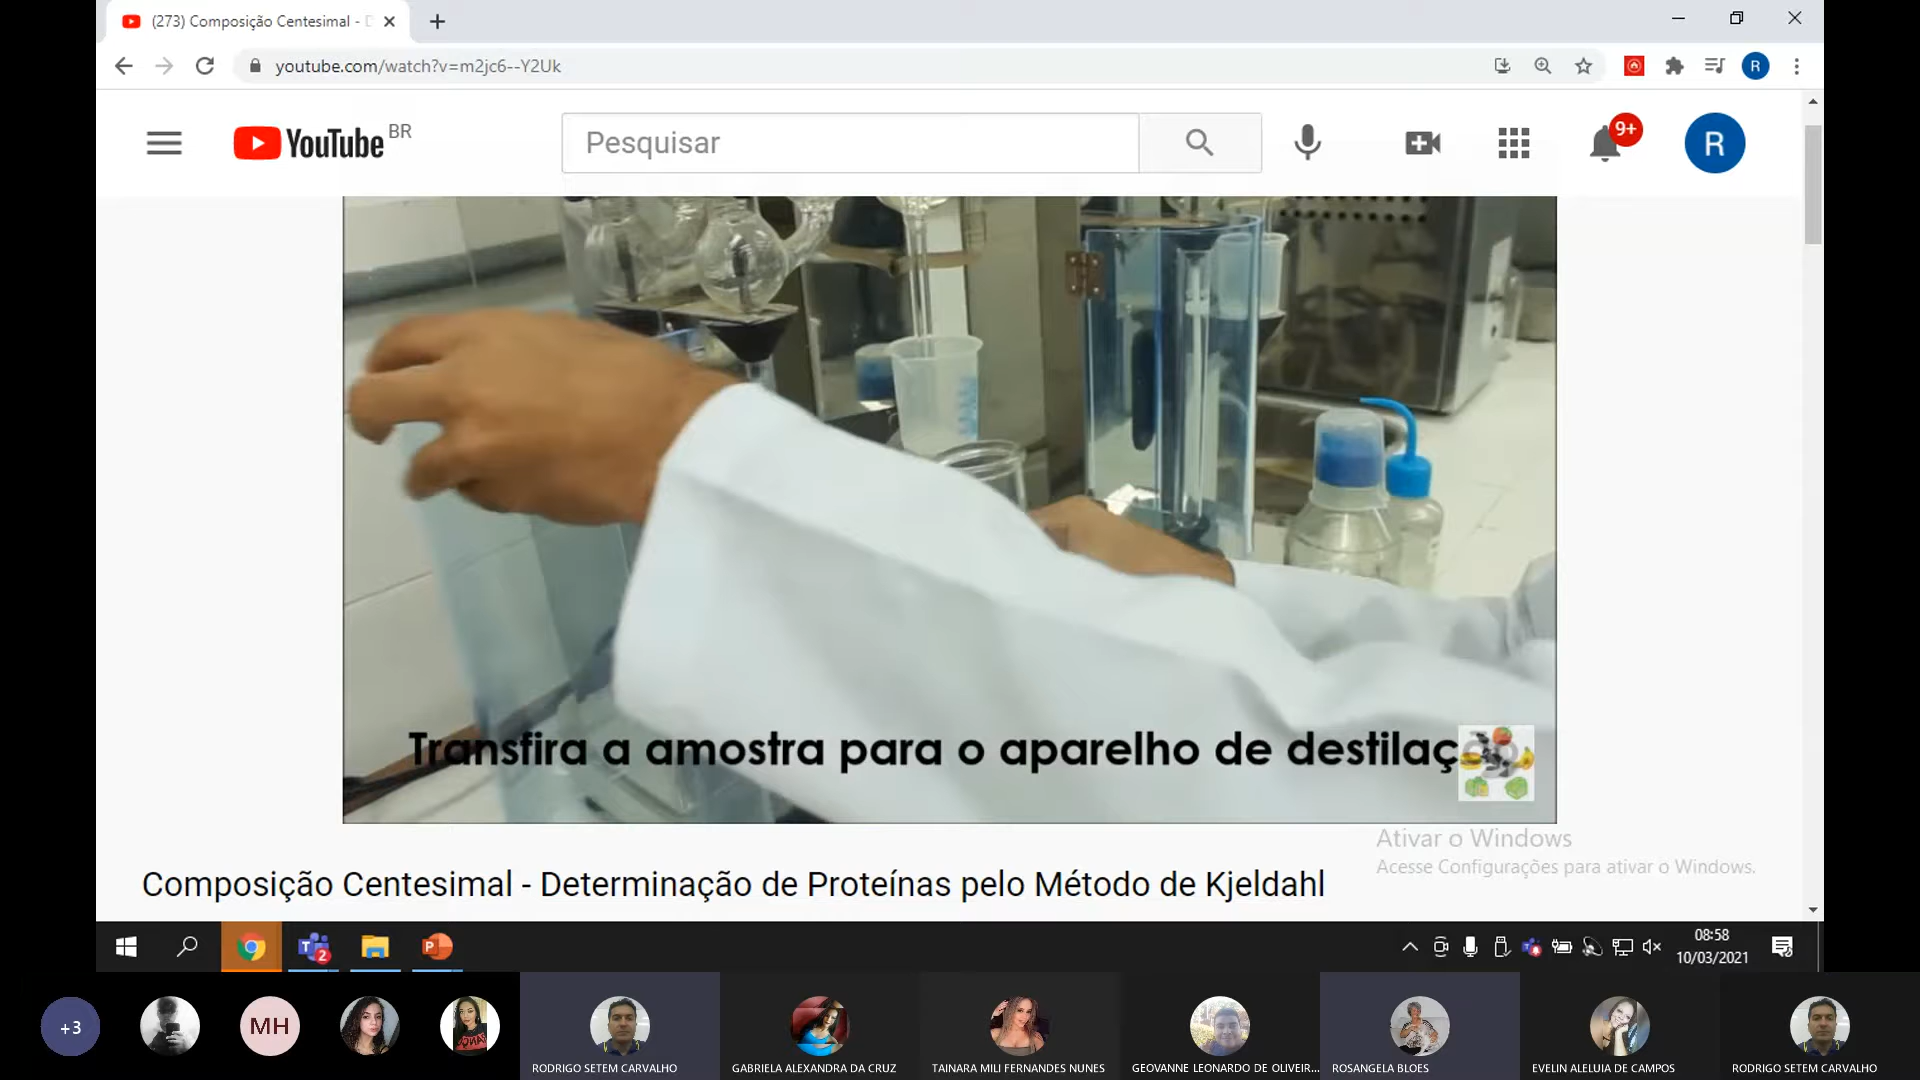 (273) Composição Centesimal - D
youtube.com/watch?v=m2jc6--Y2Uk
R
YouTube BR
Pesquisar
9+
R
Transfira a amostra para o aparelho de destilaç
Ativar o Windows
Acesse Configurações para ativar o Windows.
Composição Centesimal - Determinação de Proteínas pelo Método de Kjeldahl
08:58
10/03/2021
2
+3
MH
RODRIGO SETEM CARVALHO
GABRIELA ALEXANDRA DA CRUZ
TAINARA MILI FERNANDES NUNES
GEOVANNE LEONARDO DE OLIVEIR...
ROSANGELA BLOES
EVELIN ALELUIA DE CAMPOS
RODRIGO SETEM CARVALHO